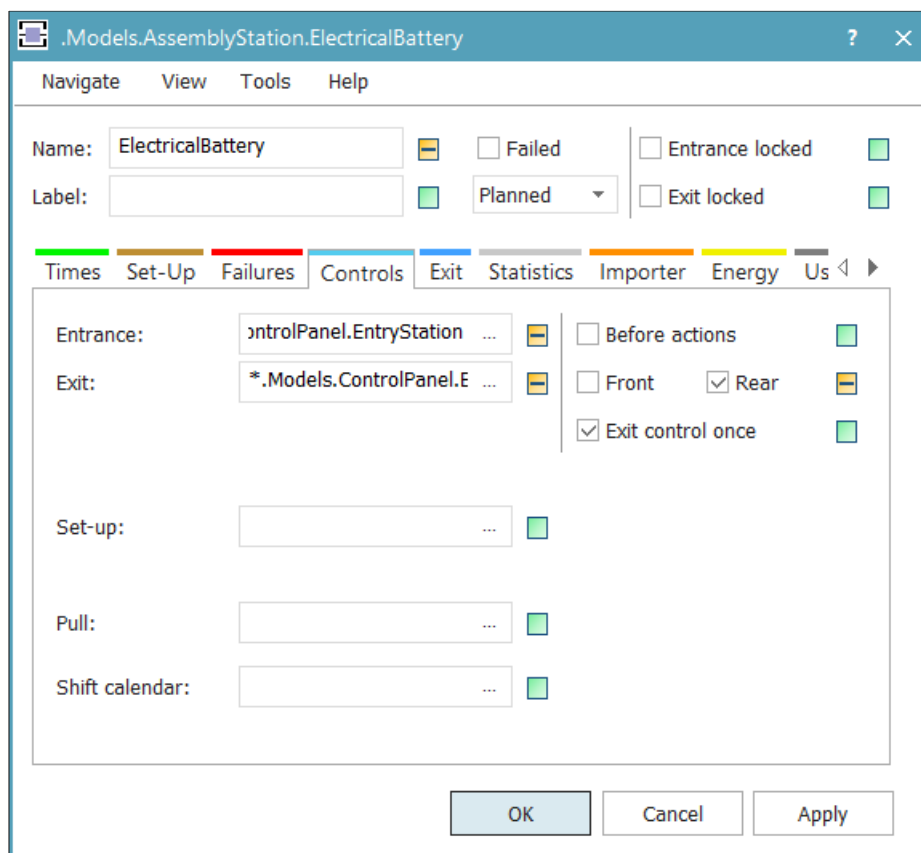 .Models.AssemblyStation.ElectricalBattery ? ×
Navigate View Tools Help
Name: ElectricalBattery Failed Entrance locked
Label: Planned Exit locked
Times Set-Up Failures Controls Exit Statistics Importer Energy Us
Entrance: ontrolPanel.EntryStation ... Before actions
Exit: *.Models.ControlPanel.E ... Front Rear
Exit control once
Set-up: ...
Pull: ...
Shift calendar: ...
OK Cancel Apply